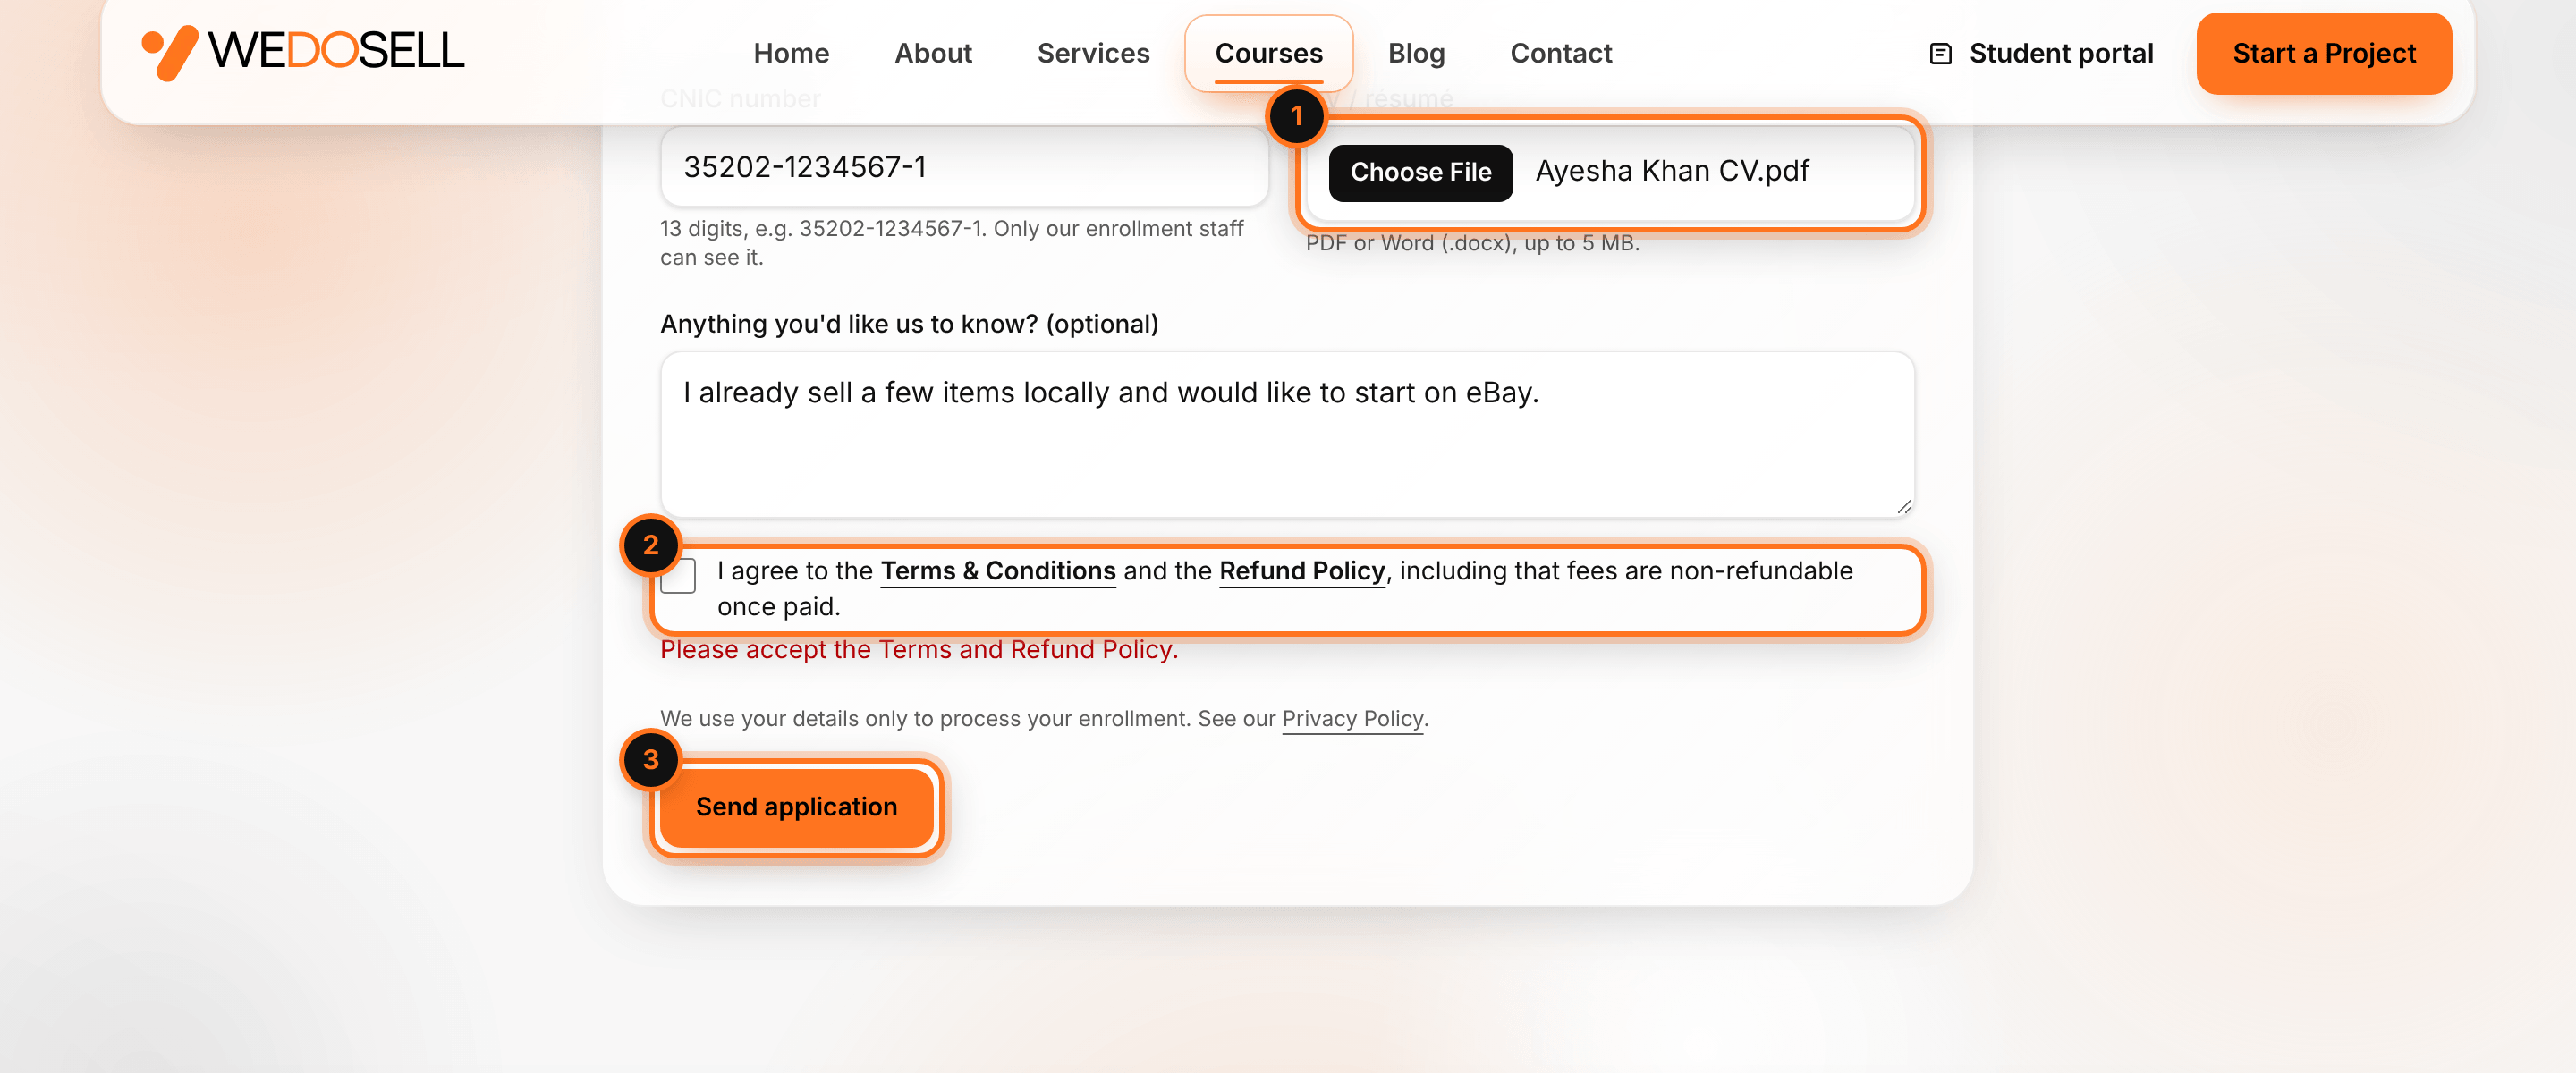 WEDOSELL
Home
About
Services
Courses
Blog
Contact
Student portal
Start a Project
CNIC number
/ résumé
1
35202-1234567-1
Choose File
Ayesha Khan CV.pdf
13 digits, e.g. 35202-1234567-1. Only our enrollment staff
can see it.
PDF or Word (.docx), up to 5 MB.
Anything you'd like us to know? (optional)
I already sell a few items locally and would like to start on eBay.
2
I agree to the Terms & Conditions and the Refund Policy, including that fees are non-refundable
once paid.
Please accept the Terms and Refund Policy.
We use your details only to process your enrollment. See our Privacy Policy.
3
Send application